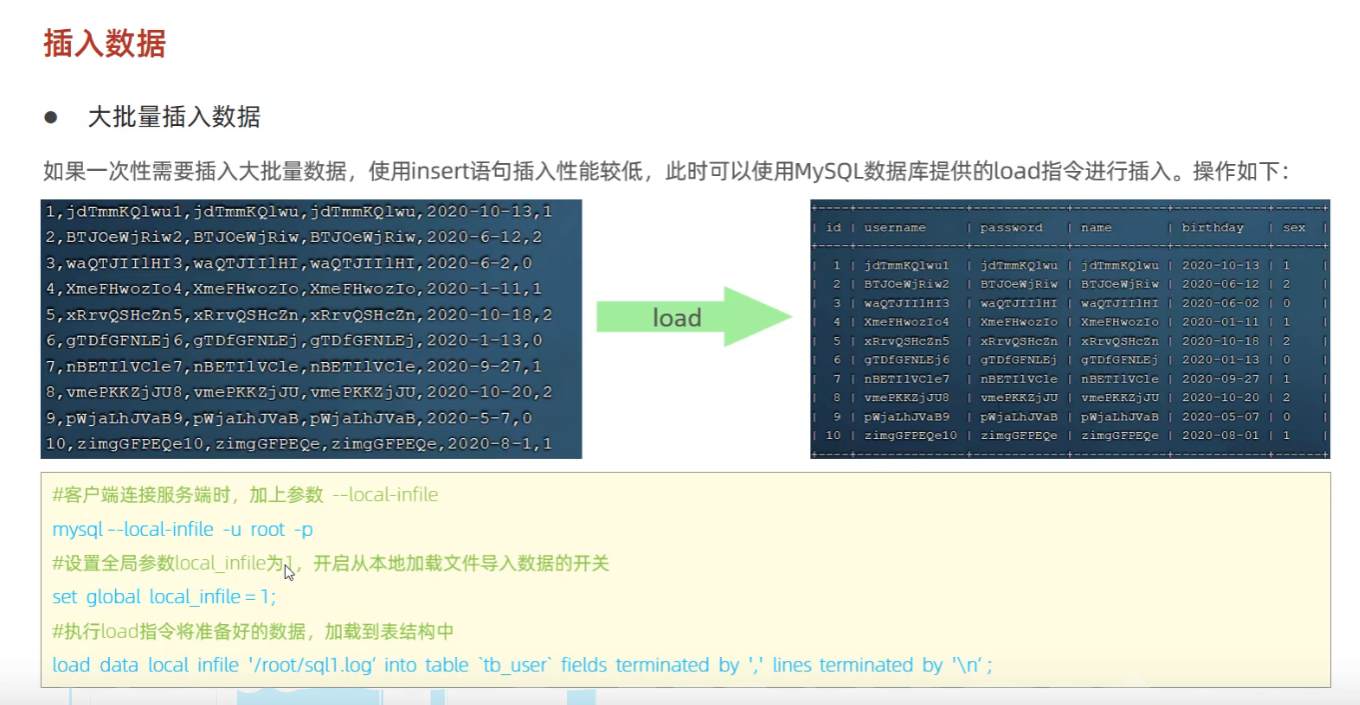 插入数据
● 大批量插入数据
如果一次性需要插入大批量数据，使用insert语句插入性能较低，此时可以使用MySQL数据库提供的load指令进行插入。操作如下：
1,jdTmmKQlwu1,jdTmmKQlwu,jdTmmKQlwu,2020-10-13,1
2,BTJOeWjRiw2,BTJOeWjRiw,BTJOeWjRiw,2020-6-12,2
3,waQTJIIlHI3,waQTJIIlHI,waQTJIIlHI,2020-6-2,0
4,XmeFHwozIo4,XmeFHwozIo,XmeFHwozIo,2020-1-11,1
5,xRrvQSHcZn5,xRrvQSHcZn,xRrvQSHcZn,2020-10-18,2
6,gTDfGFNLEj6,gTDfGFNLEj,gTDfGFNLEj,2020-1-13,0
7,nBETIlVCle7,nBETIlVCle,nBETIlVCle,2020-9-27,1
8,vmePKKZjJU8,vmePKKZjJU,vmePKKZjJU,2020-10-20,2
9,pWjaLhJVaB9,pWjaLhJVaB,pWjaLhJVaB,2020-5-7,0
10,zimgGFPEQe10,zimgGFPEQe,zimgGFPEQe,2020-8-1,1
load
| id | username | password | name | birthday | sex |
| 1 | jdTmmKQlwu1 | jdTmmKQlwu | jdTmmKQlwu | 2020-10-13 | 1 |
| 2 | BTJOeWjRiw2 | BTJOeWjRiw | BTJOeWjRiw | 2020-06-12 | 2 |
| 3 | waQTJIIlHI3 | waQTJIIlHI | waQTJIIlHI | 2020-06-02 | 0 |
| 4 | XmeFHwozIo4 | XmeFHwozIo | XmeFHwozIo | 2020-01-11 | 1 |
| 5 | xRrvQSHcZn5 | xRrvQSHcZn | xRrvQSHcZn | 2020-10-18 | 2 |
| 6 | gTDfGFNLEj6 | gTDfGFNLEj | gTDfGFNLEj | 2020-01-13 | 0 |
| 7 | nBETIlVCle7 | nBETIlVCle | nBETIlVCle | 2020-09-27 | 1 |
| 8 | vmePKKZjJU8 | vmePKKZjJU | vmePKKZjJU | 2020-10-20 | 2 |
| 9 | pWjaLhJVaB9 | pWjaLhJVaB | pWjaLhJVaB | 2020-05-07 | 0 |
| 10 | zimgGFPEQe10 | zimgGFPEQe | zimgGFPEQe | 2020-08-01 | 1 |
#客户端连接服务端时，加上参数 --local-infile
mysql --local-infile -u root -p
#设置全局参数local_infile为1，开启从本地加载文件导入数据的开关
set global local_infile = 1;
#执行load指令将准备好的数据，加载到表结构中
load data local infile '/root/sql1.log' into table `tb_user` fields terminated by ',' lines terminated by '\n' ;